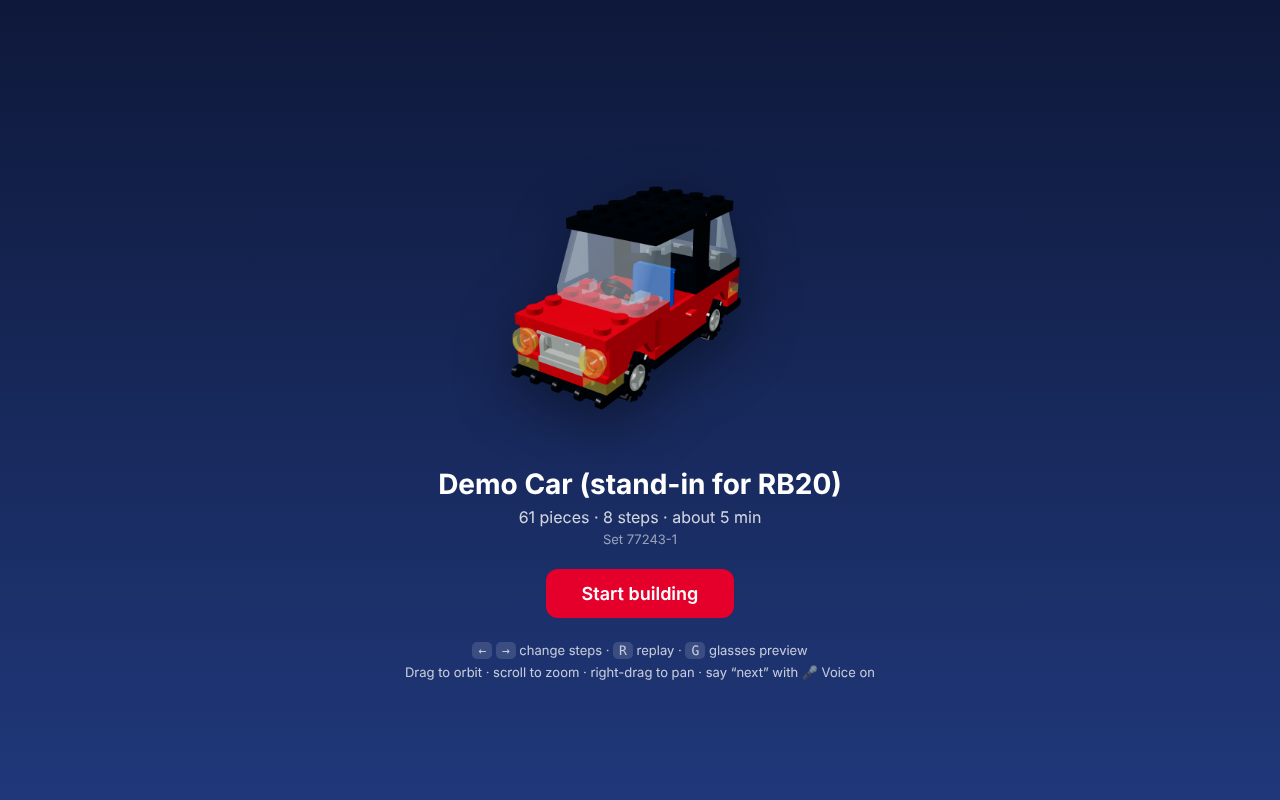 Demo Car (stand-in for RB20)
61 pieces · 8 steps · about 5 min
Set 77243-1
Start building
← → change steps · R replay · G glasses preview
Drag to orbit · scroll to zoom · right-drag to pan · say “next” with 🎤 Voice on